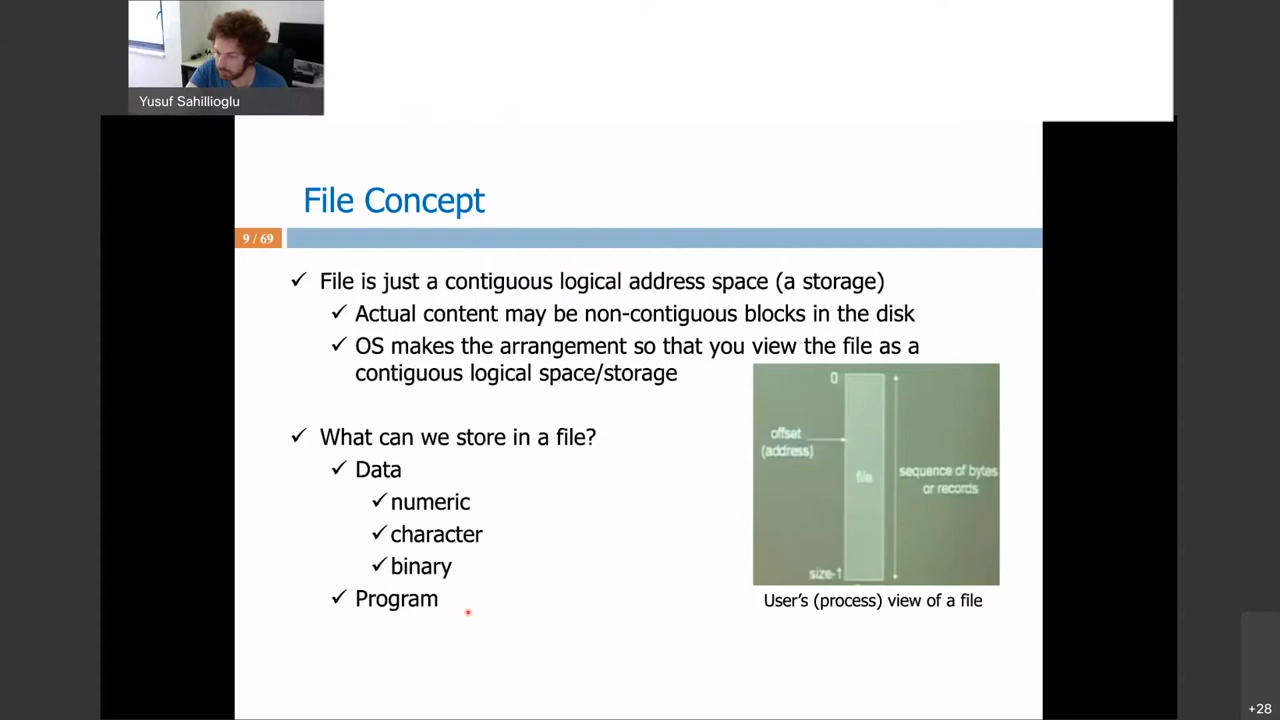 Yusuf Sahillioglu
File Concept
9 / 69
✓ File is just a contiguous logical address space (a storage)
✓ Actual content may be non-contiguous blocks in the disk
✓ OS makes the arrangement so that you view the file as a
contiguous logical space/storage
✓ What can we store in a file?
✓ Data
✓ numeric
✓ character
✓ binary
✓ Program
0
offset
(address)
file
sequence of bytes
or records
size-1
User's (process) view of a file
+28